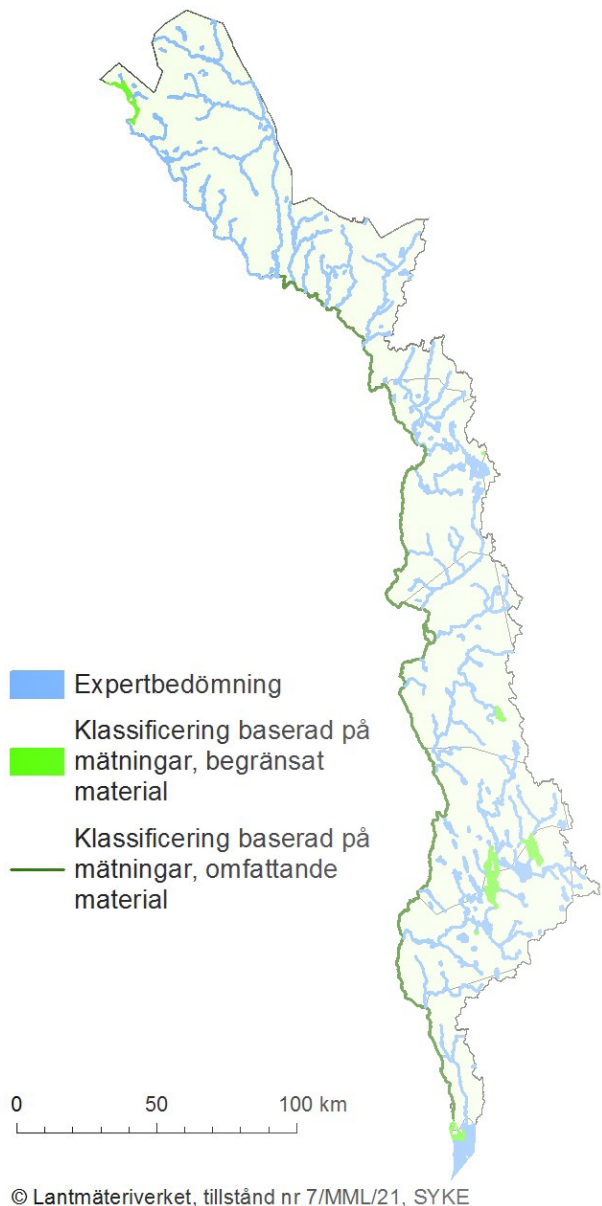 Expertbedömning
Klassificering baserad på
mätningar, begränsat
material
Klassificering baserad på
mätningar, omfattande
material
0 50 100 km
© Lantmäteriverket, tillstånd nr 7/MML/21, SYKE